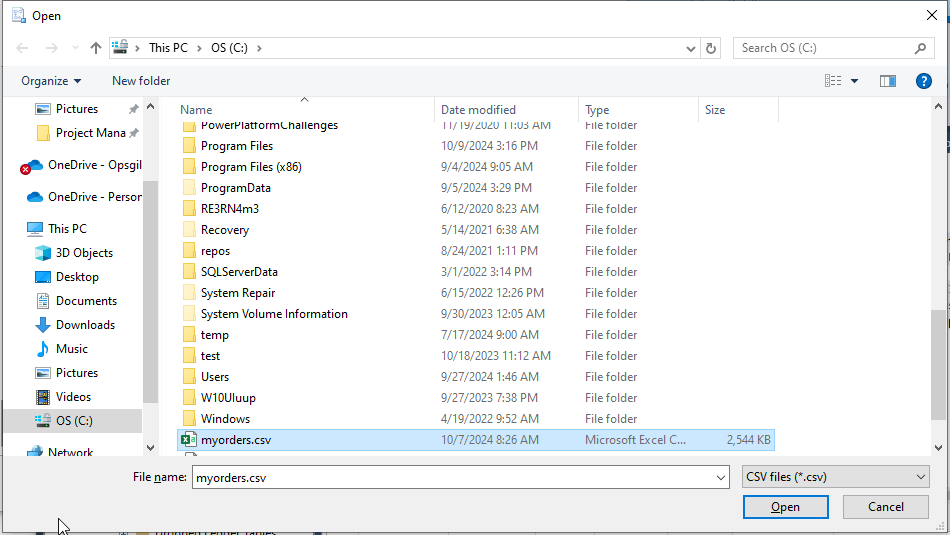 Open
This PC > OS (C:) >
Search OS (C:)
Organize
New folder
Name Date modified Type Size
Pictures
Project Mana
OneDrive - Opsgil
OneDrive - Person
This PC
3D Objects
Desktop
Documents
Downloads
Music
Pictures
Videos
OS (C:)
Network
PowerPlatformChallenges 11/19/2020 11:03 AM File folder
Program Files 10/9/2024 3:16 PM File folder
Program Files (x86) 9/4/2024 9:05 AM File folder
ProgramData 9/5/2024 3:29 PM File folder
RE3RN4m3 6/12/2020 8:23 AM File folder
Recovery 5/14/2021 6:38 AM File folder
repos 8/24/2021 1:11 PM File folder
SQLServerData 3/1/2022 3:14 PM File folder
System Repair 6/15/2022 12:26 PM File folder
System Volume Information 9/30/2023 12:05 AM File folder
temp 7/17/2024 9:00 AM File folder
test 10/18/2023 11:12 AM File folder
Users 9/27/2024 1:46 AM File folder
W10UIuup 9/27/2023 7:38 PM File folder
Windows 4/19/2022 9:52 AM File folder
myorders.csv 10/7/2024 8:26 AM Microsoft Excel C... 2,544 KB
File name: myorders.csv
CSV files (*.csv)
Open
Cancel